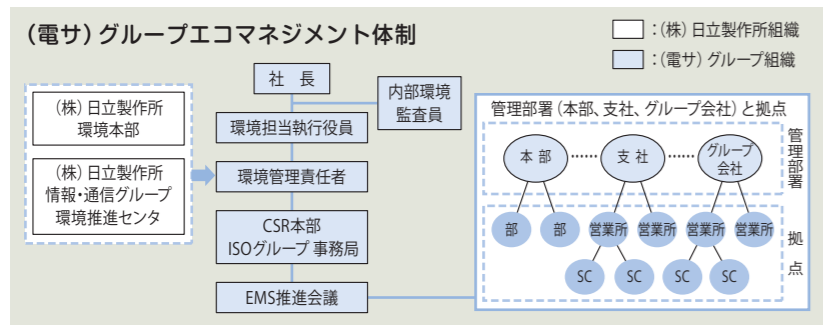 (電サ)グループエコマネジメント体制
:(株)日立製作所組織
:(電サ)グループ組織
社 長
内部環境
監査員
(株)日立製作所
環境本部
(株)日立製作所
情報・通信グループ
環境推進センタ
環境担当執行役員
環境管理責任者
CSR本部
ISOグループ 事務局
EMS推進会議
管理部署(本部、支社、グループ会社)と拠点
本 部
……
支 社
……
グループ
会社
管理部署
部
部
営業所
営業所
営業所
営業所
拠点
SC
SC
SC
SC